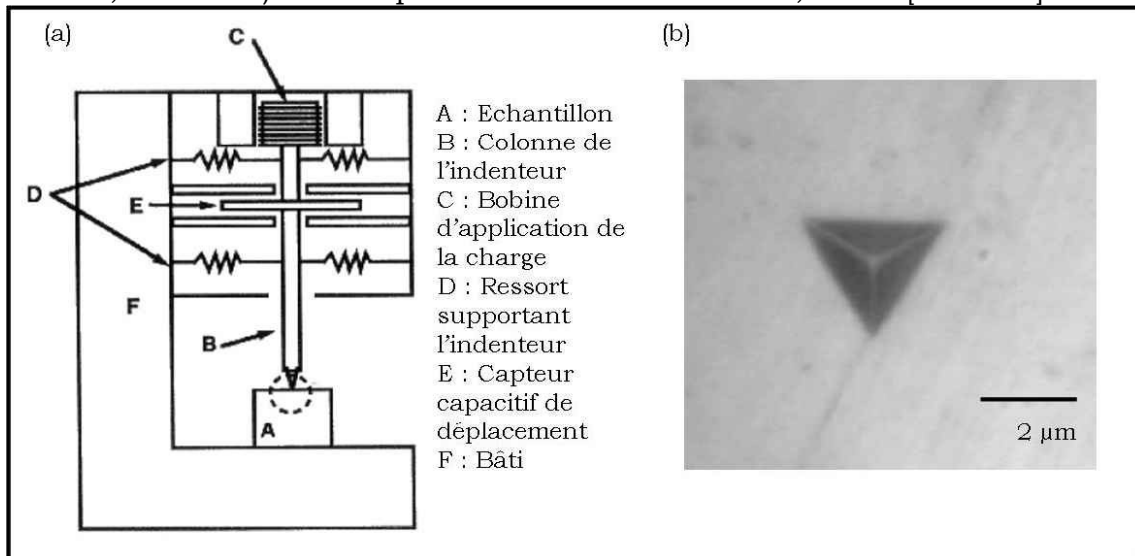 (a)
(b)
C
A : Echantillon
B : Colonne de
l'indenteur
C : Bobine
d'application de
la charge
D : Ressort
supportant
l'indenteur
E : Capteur
capacitif de
déplacement
F : Bâti
D
E
F
B
A
2 µm